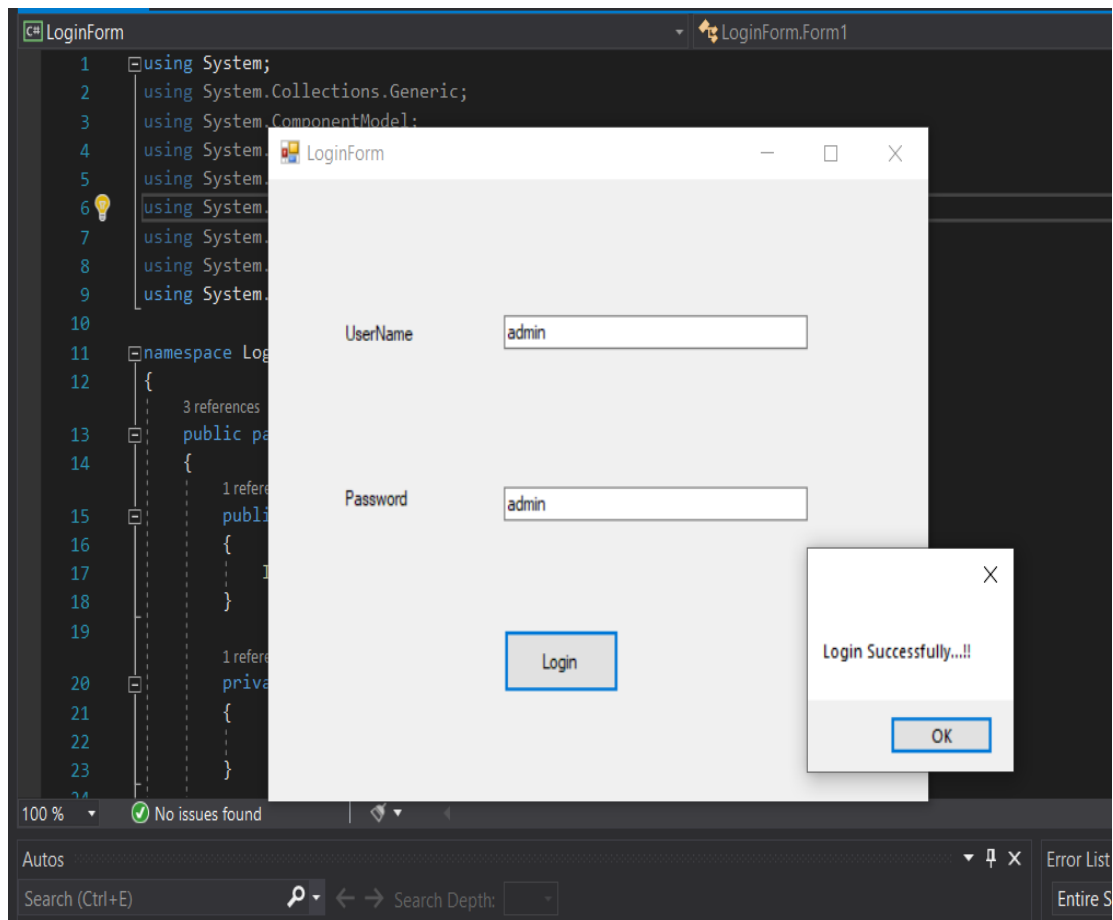 C# LoginForm
LoginForm.Form1
1 using System;
2 using System.Collections.Generic;
3 using System.ComponentModel;
4 using System.
5 using System.
6 using System.
7 using System.
8 using System.
9 using System.
10
11 namespace Log
12 {
3 references
13 public pa
14 {
1 refere
15 publi
16 {
17 I
18 }
19
1 refere
20 priva
21 {
22
23 }
24
LoginForm
UserName admin
Password admin
Login
Login Successfully...!!
OK
100 % No issues found
Autos
Search (Ctrl+E) Search Depth:
Error List
Entire S